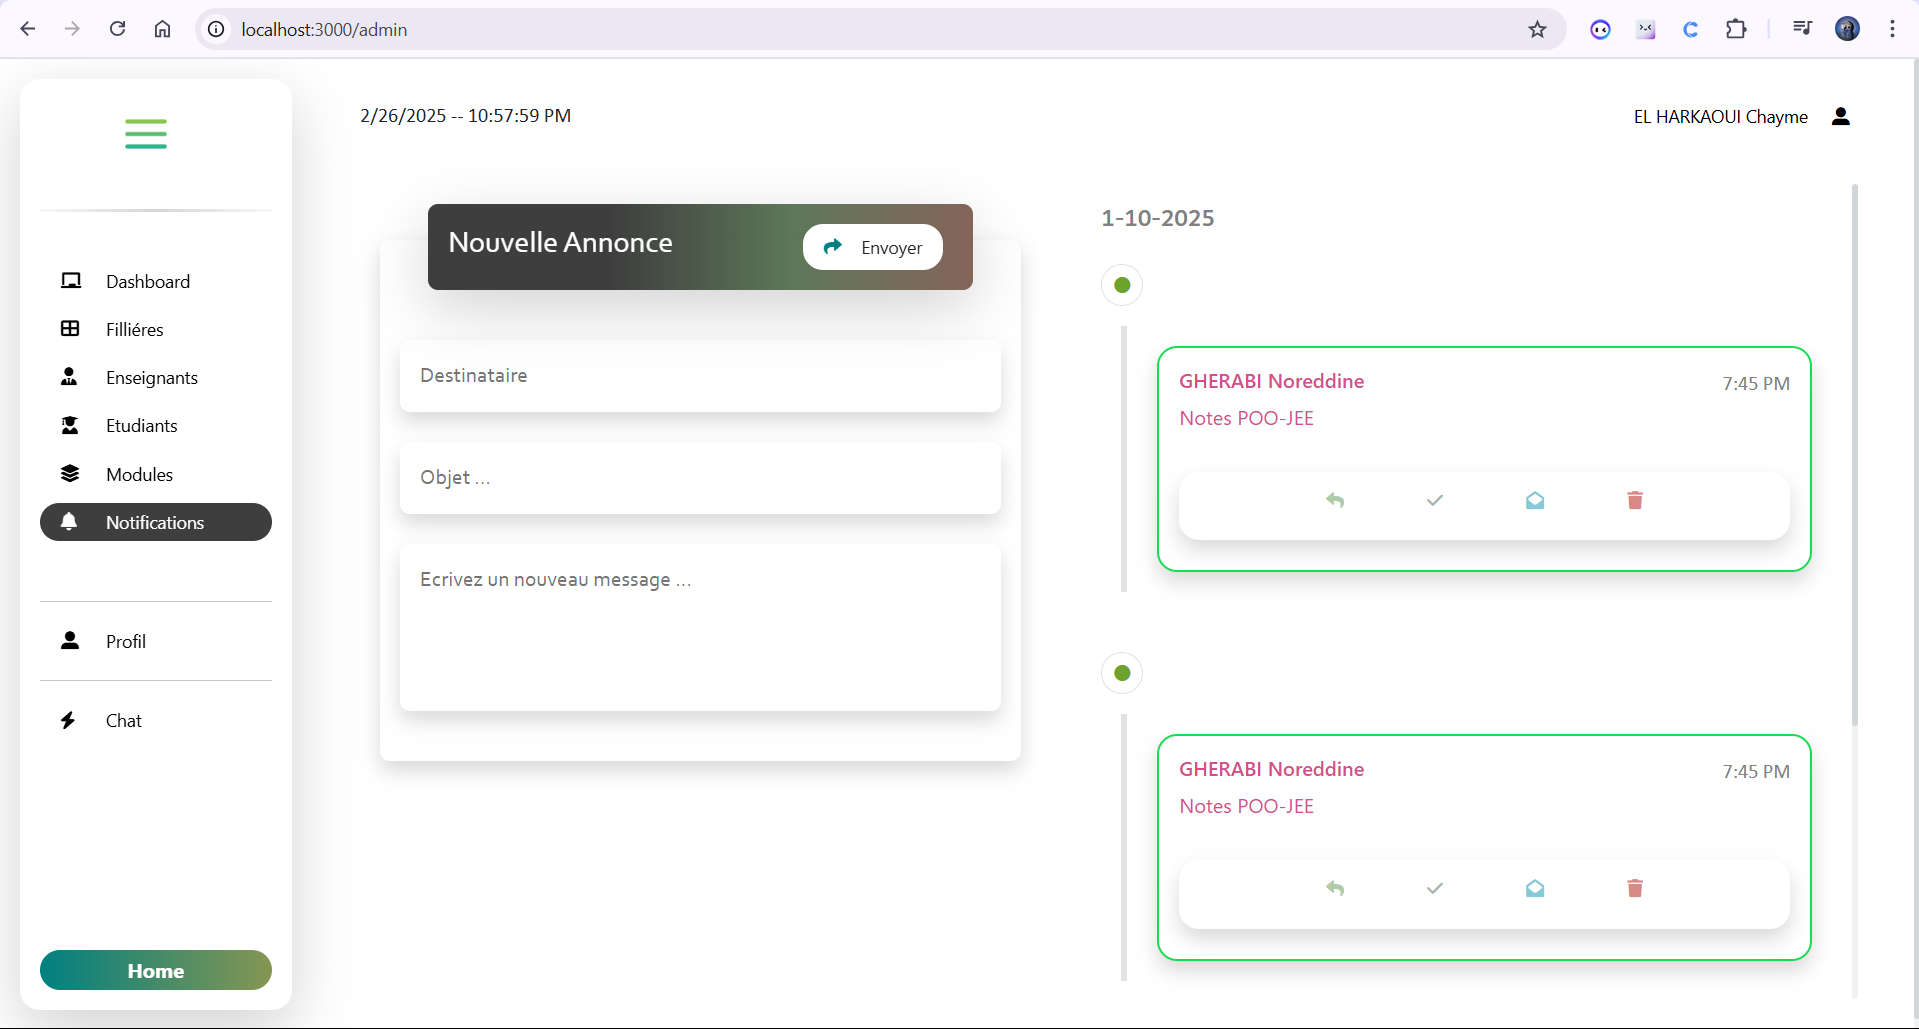 localhost:3000/admin
2/26/2025 -- 10:57:59 PM
EL HARKAOUI Chayme
Dashboard
Filliéres
Enseignants
Etudiants
Modules
Notifications
Profil
Chat
Home
Nouvelle Annonce
Envoyer
Destinataire
Objet ...
Ecrivez un nouveau message ...
1-10-2025
GHERABI Noreddine
7:45 PM
Notes POO-JEE
GHERABI Noreddine
7:45 PM
Notes POO-JEE